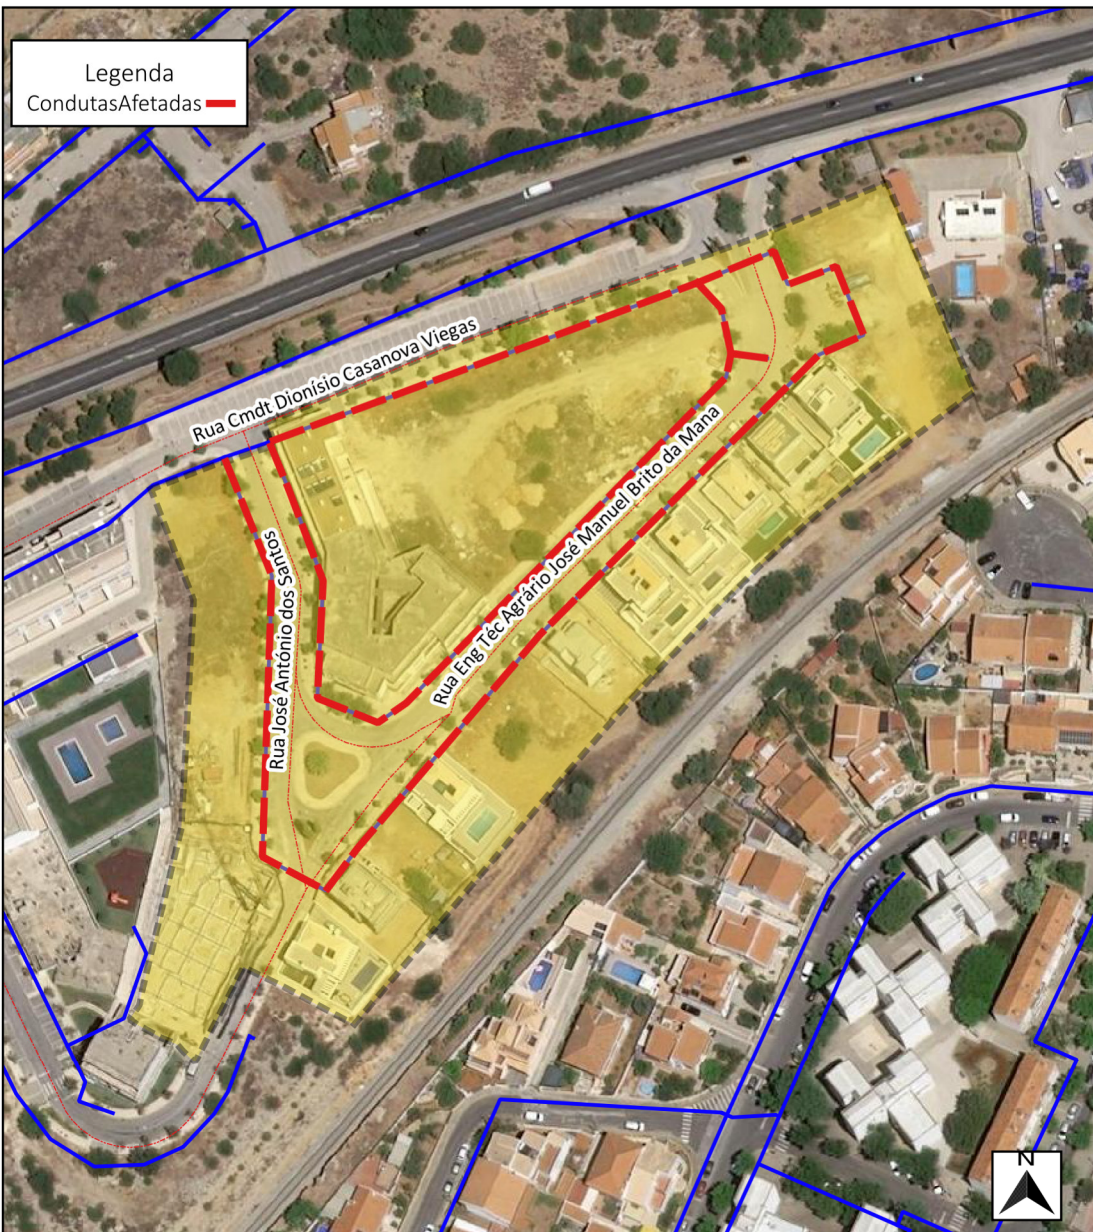 Legenda
CondutasAfetadas
Rua Cmdt Dionísio Casanova Viegas
Rua Eng Téc Agrário José Manuel Brito da Mana
Rua José António dos Santos
N